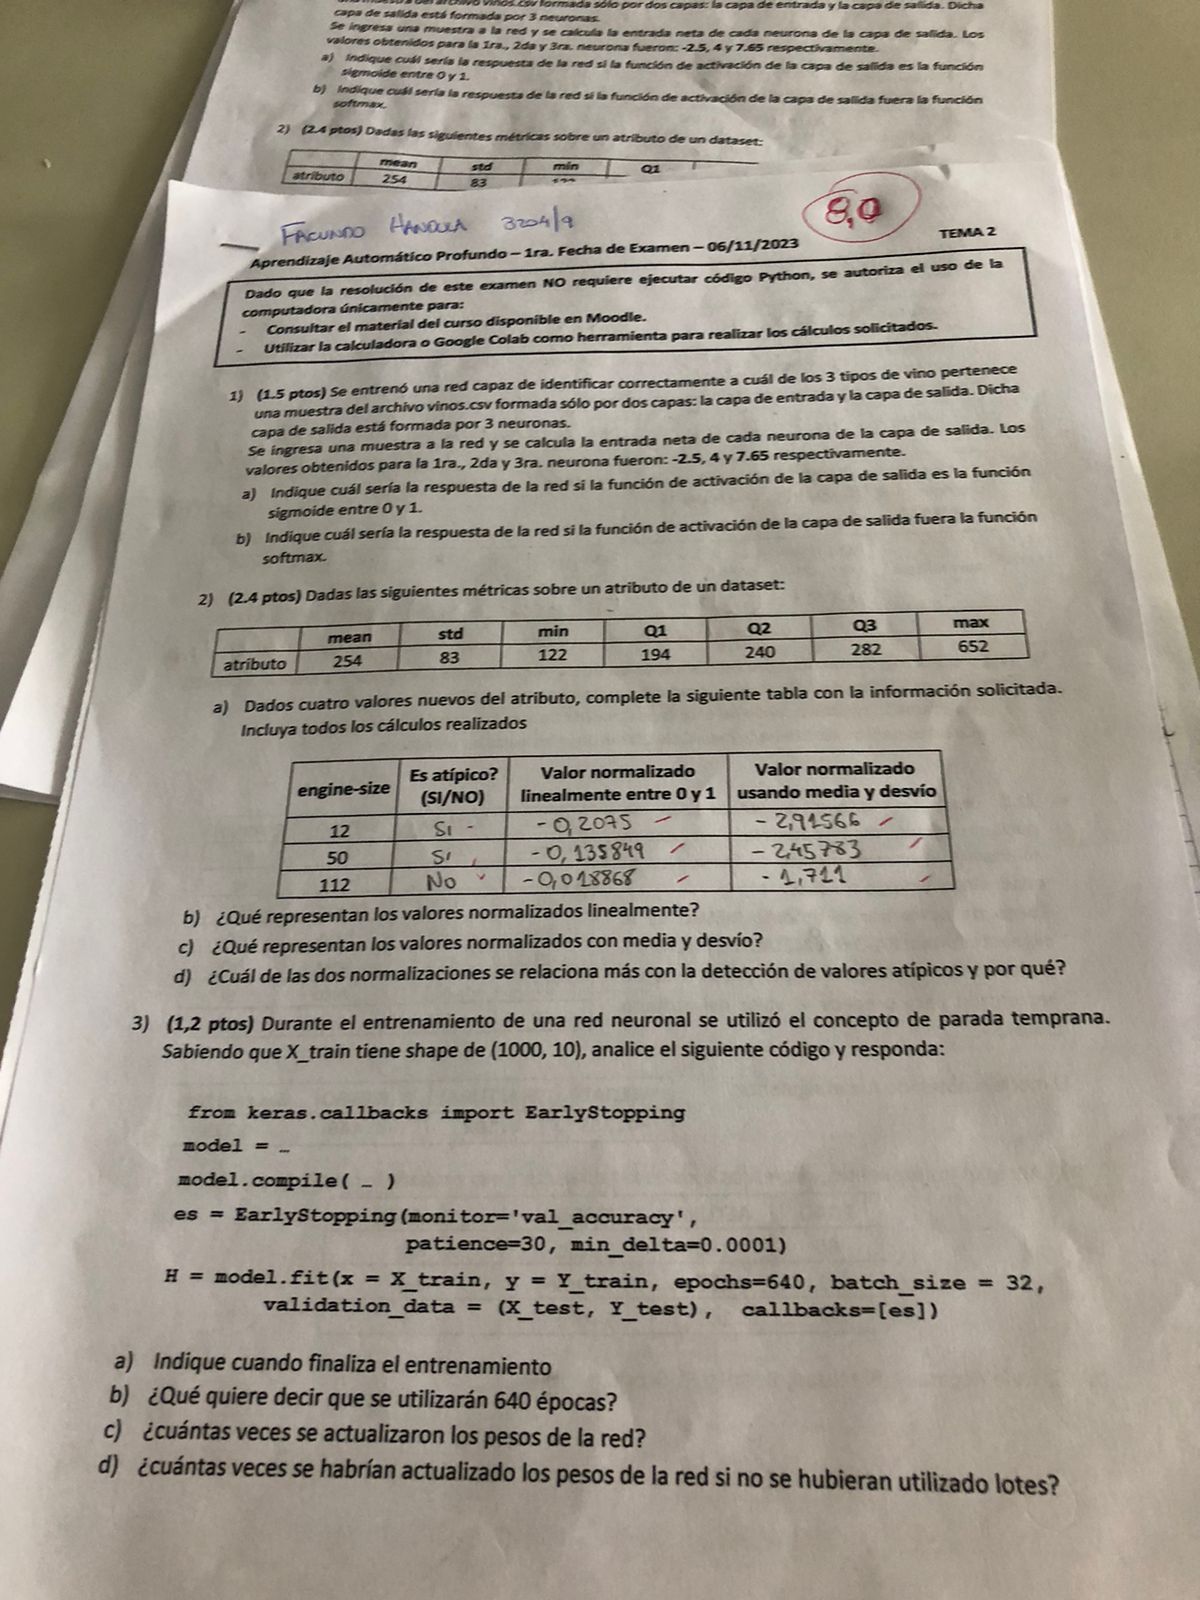 formada sólo por dos capas: la capa de entrada y la capa de salida. Dicha
capa de salida está formada por 3 neuronas.
Se ingresa una muestra a la red y se calcula la entrada neta de cada neurona de la capa de salida. Los
valores obtenidos para la 1ra., 2da y 3ra. neurona fueron: -2.5, 4 y 7.65 respectivamente.
a) Indique cuál sería la respuesta de la red si la función de activación de la capa de salida es la función
sigmoide entre 0 y 1.
b) Indique cuál sería la respuesta de la red si la función de activación de la capa de salida fuera la función
softmax.
2) (2.4 ptos) Dadas las siguientes métricas sobre un atributo de un dataset:
mean std min Q1
atributo 254 83
FACUNDO HANDULA 3204/9 8,0
TEMA 2
Aprendizaje Automático Profundo – 1ra. Fecha de Examen – 06/11/2023
Dado que la resolución de este examen NO requiere ejecutar código Python, se autoriza el uso de la
computadora únicamente para:
- Consultar el material del curso disponible en Moodle.
- Utilizar la calculadora o Google Colab como herramienta para realizar los cálculos solicitados.
1) (1.5 ptos) Se entrenó una red capaz de identificar correctamente a cuál de los 3 tipos de vino pertenece
una muestra del archivo vinos.csv formada sólo por dos capas: la capa de entrada y la capa de salida. Dicha
capa de salida está formada por 3 neuronas.
Se ingresa una muestra a la red y se calcula la entrada neta de cada neurona de la capa de salida. Los
valores obtenidos para la 1ra., 2da y 3ra. neurona fueron: -2.5, 4 y 7.65 respectivamente.
a) Indique cuál sería la respuesta de la red si la función de activación de la capa de salida es la función
sigmoide entre 0 y 1.
b) Indique cuál sería la respuesta de la red si la función de activación de la capa de salida fuera la función
softmax.
2) (2.4 ptos) Dadas las siguientes métricas sobre un atributo de un dataset:
mean std min Q1 Q2 Q3 max
atributo 254 83 122 194 240 282 652
a) Dados cuatro valores nuevos del atributo, complete la siguiente tabla con la información solicitada.
Incluya todos los cálculos realizados
engine-size Es atípico? (SI/NO) Valor normalizado linealmente entre 0 y 1 Valor normalizado usando media y desvío
12 SI -0,2075 -2,91566
50 SI -0,135849 -2,45783
112 No -0,018868 -1,711
b) ¿Qué representan los valores normalizados linealmente?
c) ¿Qué representan los valores normalizados con media y desvío?
d) ¿Cuál de las dos normalizaciones se relaciona más con la detección de valores atípicos y por qué?
3) (1,2 ptos) Durante el entrenamiento de una red neuronal se utilizó el concepto de parada temprana.
Sabiendo que X_train tiene shape de (1000, 10), analice el siguiente código y responda:
from keras.callbacks import EarlyStopping
model = …
model.compile( … )
es = EarlyStopping(monitor='val_accuracy',
patience=30, min_delta=0.0001)
H = model.fit(x = X_train, y = Y_train, epochs=640, batch_size = 32,
validation_data = (X_test, Y_test), callbacks=[es])
a) Indique cuando finaliza el entrenamiento
b) ¿Qué quiere decir que se utilizarán 640 épocas?
c) ¿cuántas veces se actualizaron los pesos de la red?
d) ¿cuántas veces se habrían actualizado los pesos de la red si no se hubieran utilizado lotes?